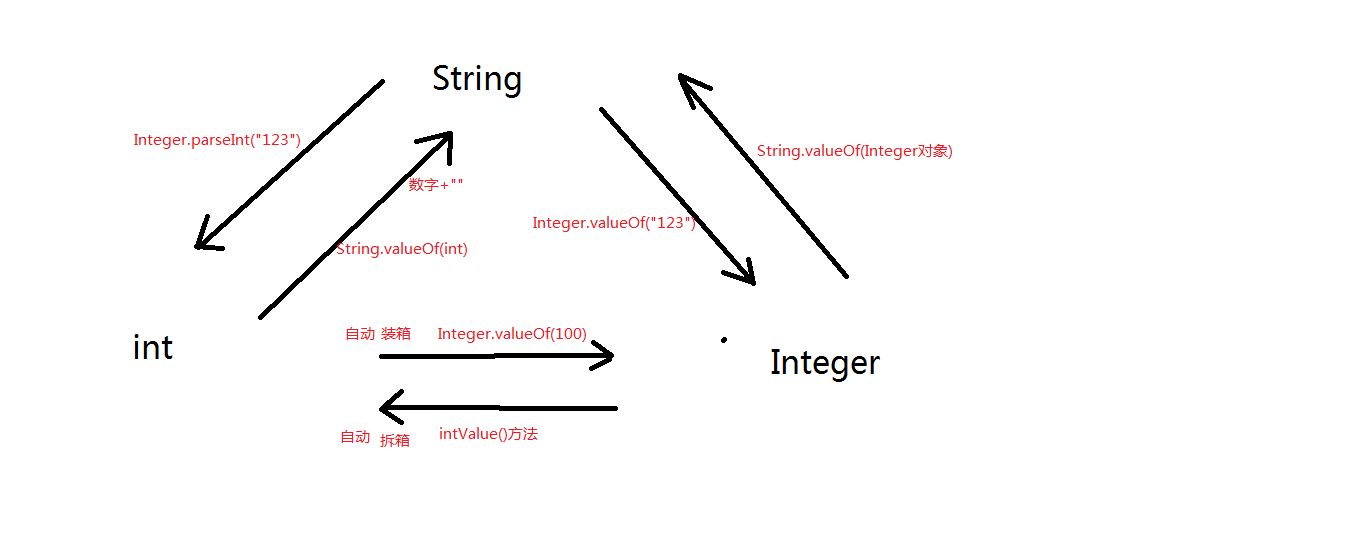 String
Integer.parseInt("123")
String.valueOf(Integer对象)
数字+""
Integer.valueOf("123")
String.valueOf(int)
自动 装箱 Integer.valueOf(100)
int
Integer
自动 拆箱 intValue()方法